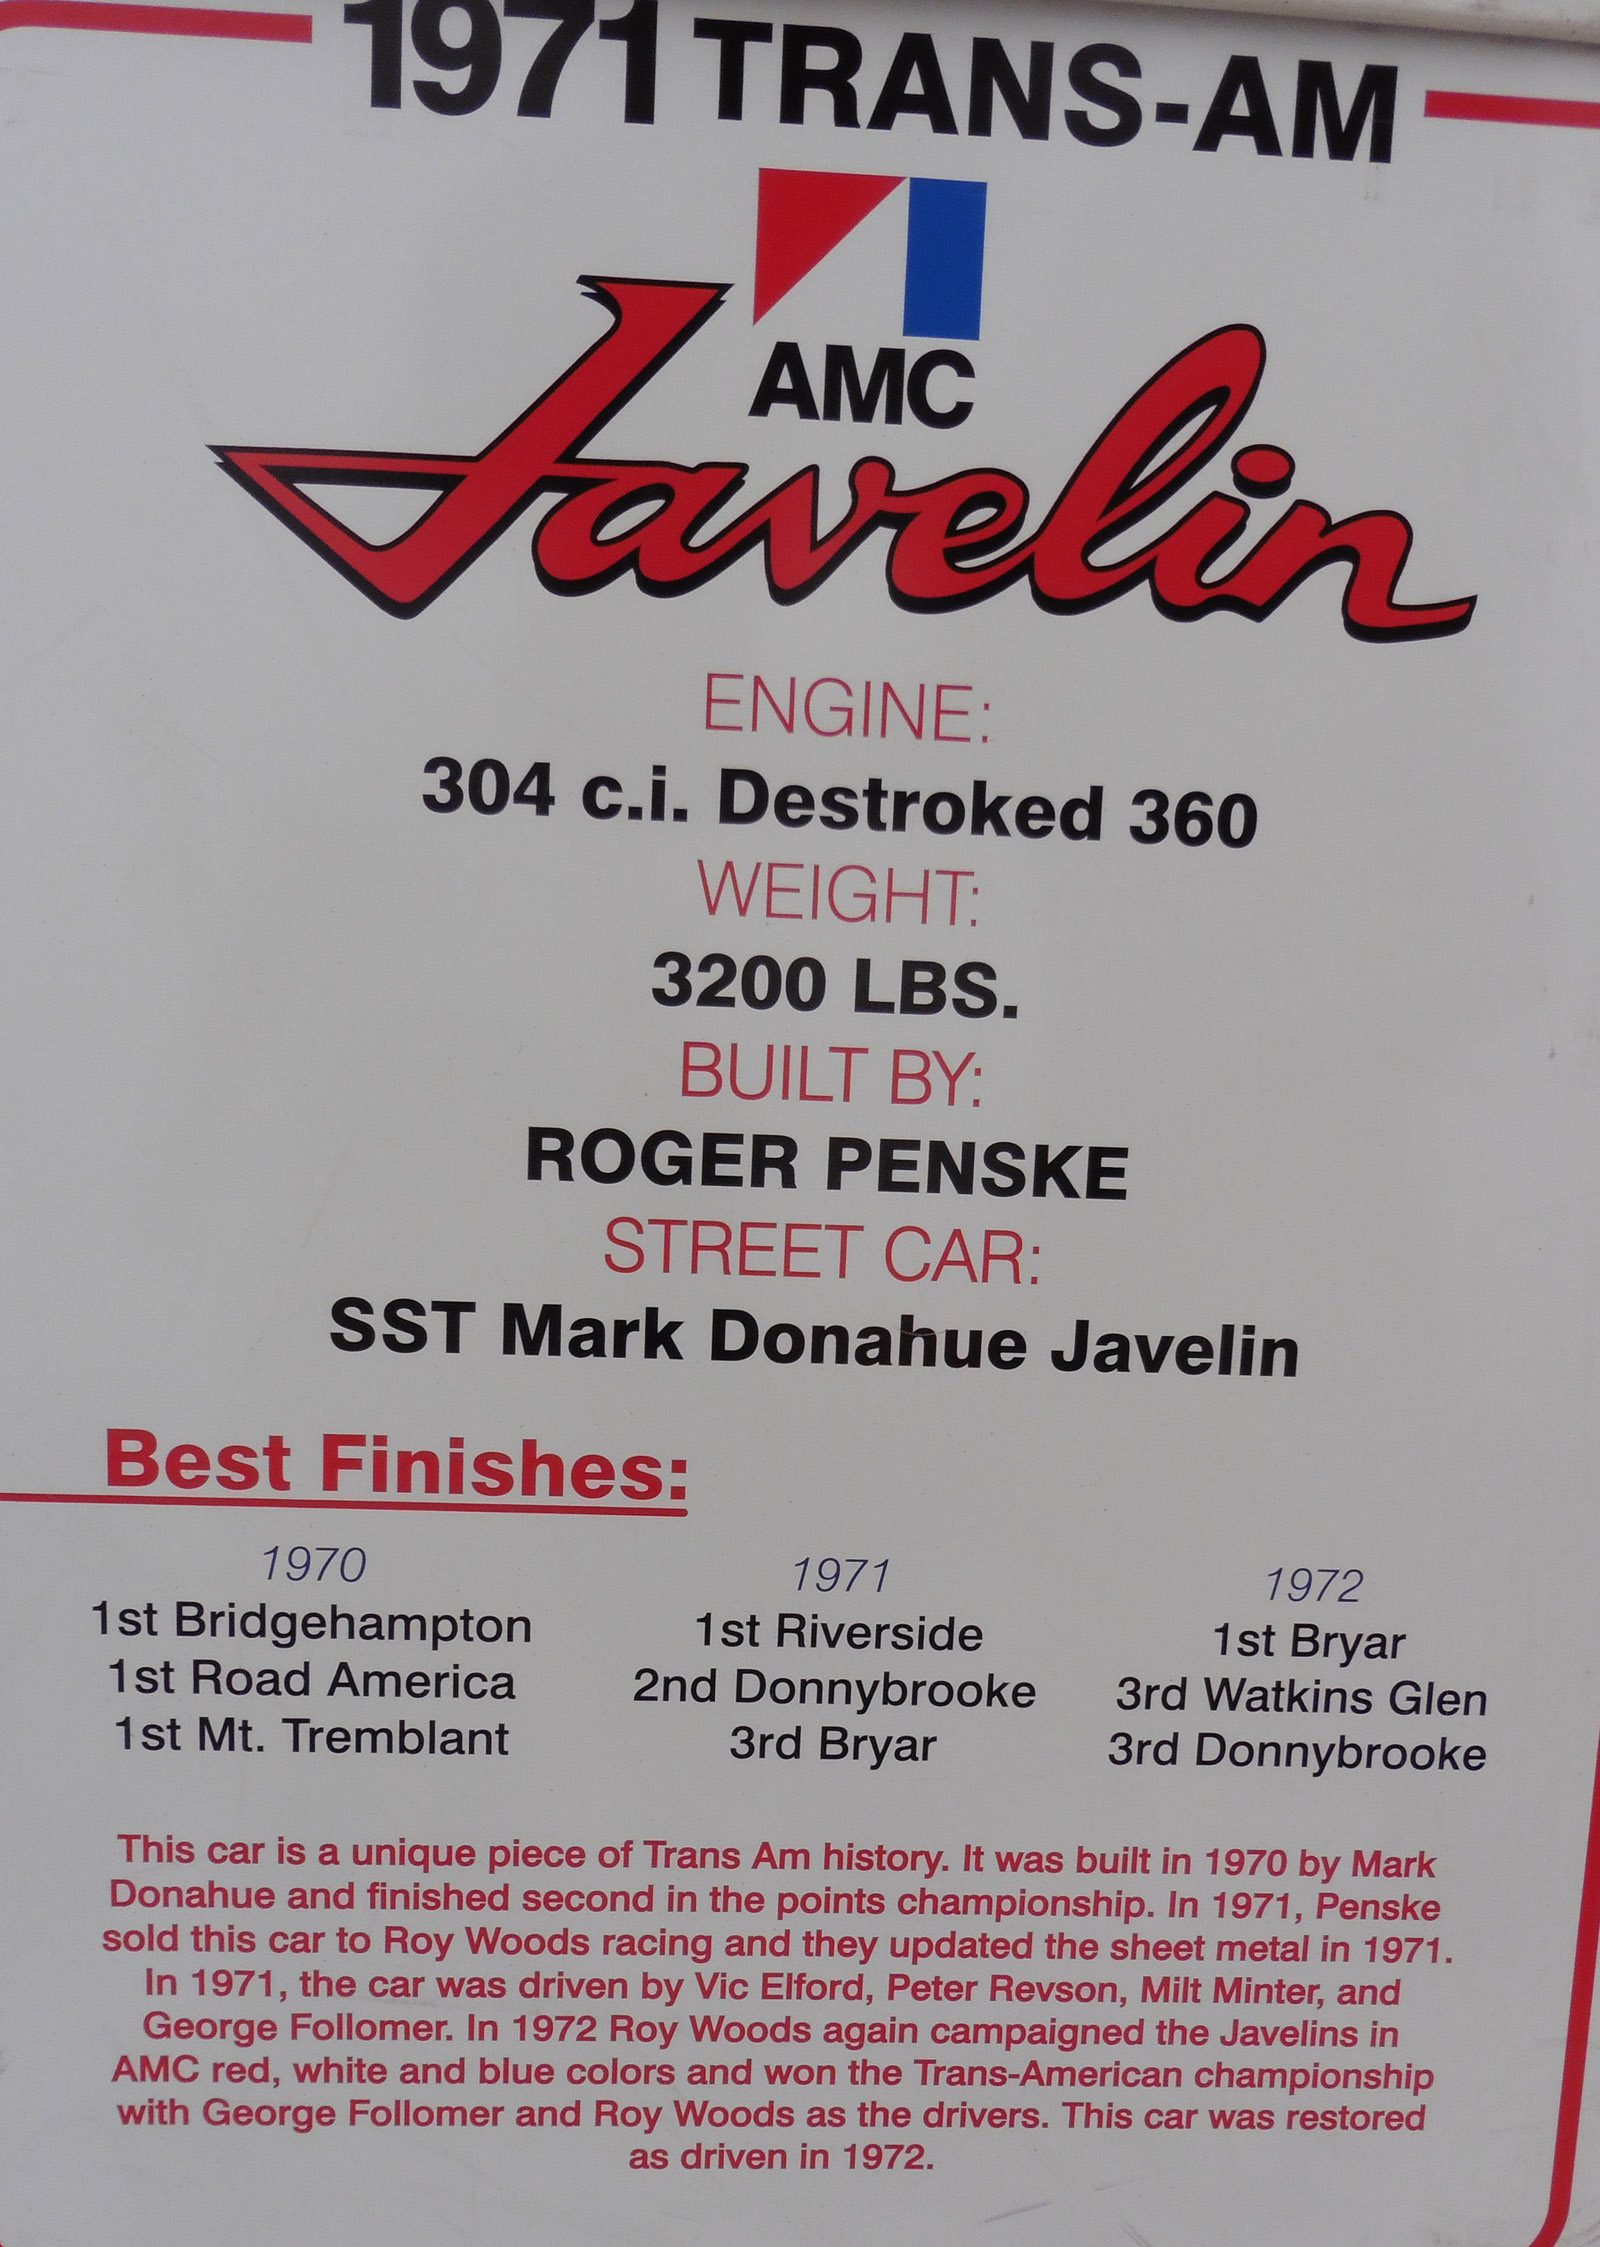 1971 TRANS-AM
AMC
Javelin
ENGINE:
304 c.i. Destroked 360
WEIGHT:
3200 LBS.
BUILT BY:
ROGER PENSKE
STREET CAR:
SST Mark Donahue Javelin
Best Finishes:
1970 1971 1972
1st Bridgehampton 1st Riverside 1st Bryar
1st Road America 2nd Donnybrooke 3rd Watkins Glen
1st Mt. Tremblant 3rd Bryar 3rd Donnybrooke
This car is a unique piece of Trans Am history. It was built in 1970 by Mark
Donahue and finished second in the points championship. In 1971, Penske
sold this car to Roy Woods racing and they updated the sheet metal in 1971.
In 1971, the car was driven by Vic Elford, Peter Revson, Milt Minter, and
George Follomer. In 1972 Roy Woods again campaigned the Javelins in
AMC red, white and blue colors and won the Trans-American championship
with George Follomer and Roy Woods as the drivers. This car was restored
as driven in 1972.